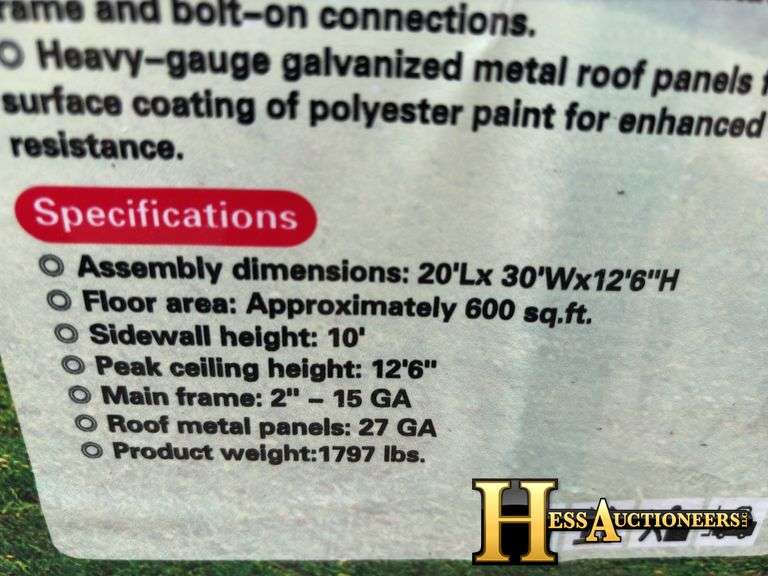 rame and bolt-on connections.
Heavy-gauge galvanized metal roof panels
surface coating of polyester paint for enhanced
resistance.
Specifications
Assembly dimensions: 20'Lx 30'Wx12'6"H
Floor area: Approximately 600 sq.ft.
Sidewall height: 10'
Peak ceiling height: 12'6"
Main frame: 2" - 15 GA
Roof metal panels: 27 GA
Product weight:1797 lbs.
HESS AUCTIONEERS LLC